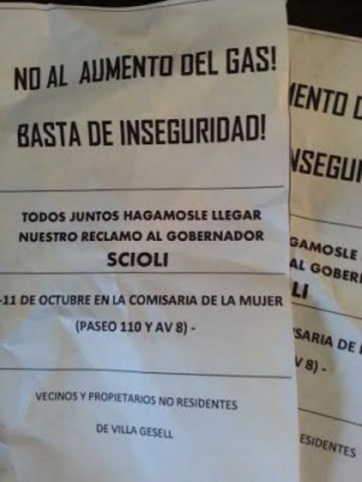 NO AL AUMENTO DEL GAS!
BASTA DE INSEGURIDAD!
TODOS JUNTOS HAGAMOSLE LLEGAR
NUESTRO RECLAMO AL GOBERNADOR
SCIOLI
-11 DE OCTUBRE EN LA COMISARIA DE LA MUJER
(PASEO 110 Y AV 8) -
VECINOS Y PROPIETARIOS NO RESIDENTES
DE VILLA GESELL